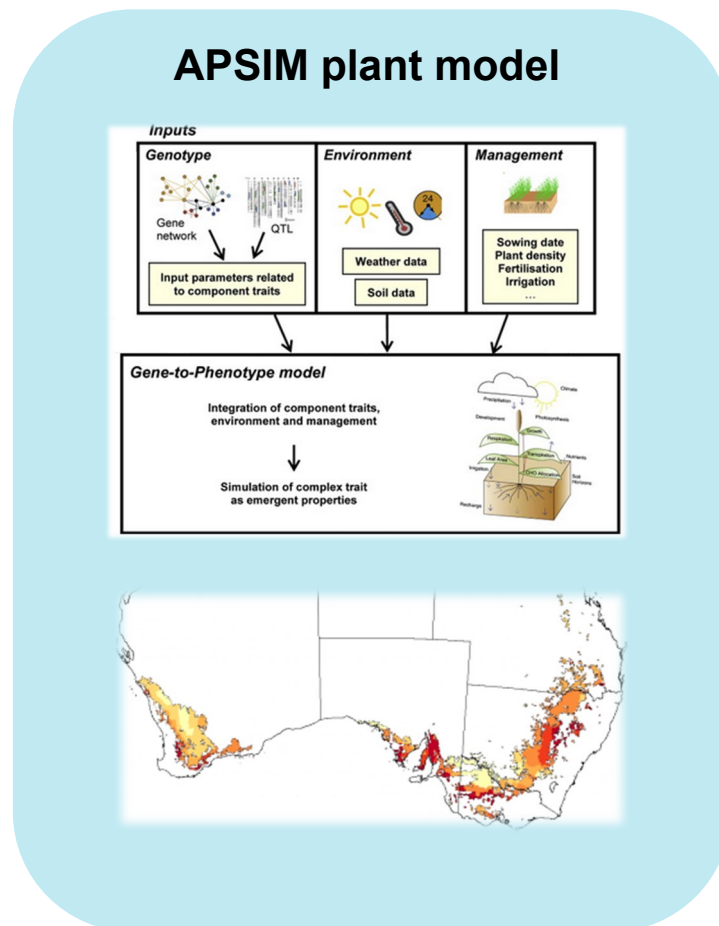 APSIM plant model
Inputs
Genotype
Environment
Management
24
Gene
network
QTL
Input parameters related
to component traits
Weather data
Soil data
Sowing date
Plant density
Fertilisation
Irrigation
...
Gene-to-Phenotype model
Integration of component traits,
environment and management
Simulation of complex trait
as emergent properties
Climate
Precipitation
Development
Photosynthesis
Growth
Respiration
Transpiration
Nutrients
Leaf Area
Irrigation
CHO Allocation
Soil
Horizons
Recharge